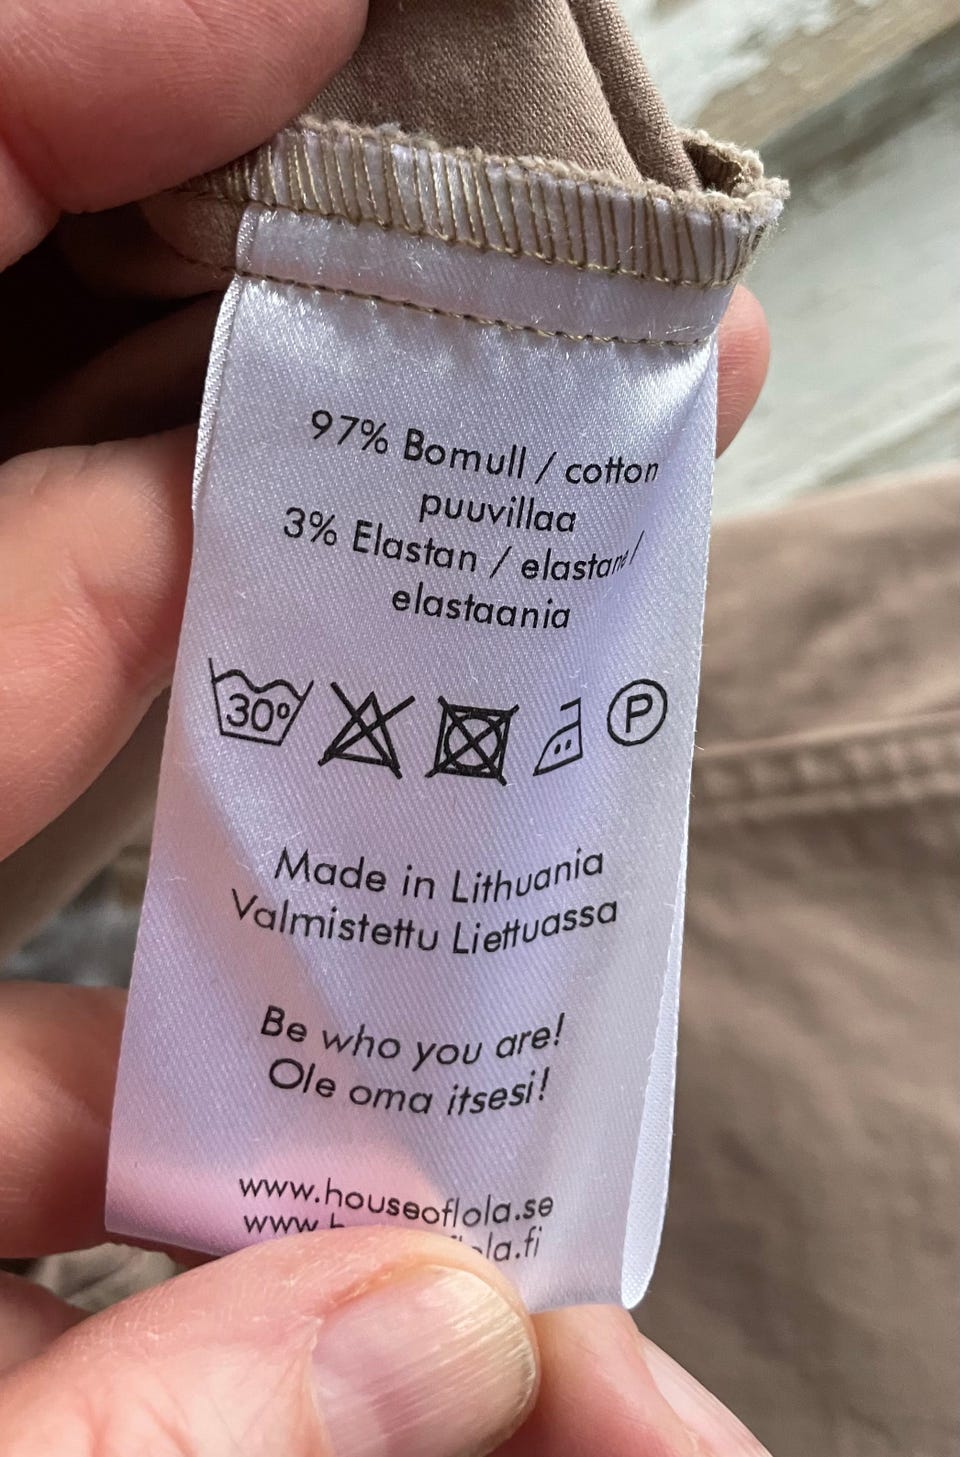 97% Bomull / cotton
puuvillaa
3% Elastan / elastane /
elastaania
30°
P
Made in Lithuania
Valmistettu Liettuassa
Be who you are!
Ole oma itsesi!
www.houseoflola.se